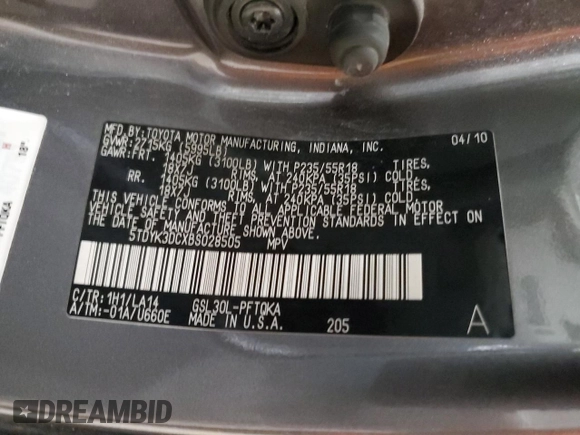 MFD.BY:TOYOTA MOTOR MANUFACTURING, INDIANA, INC. 04/10
GVWR:2715KG(5995LB)
GAWR:FRT. 1405KG(3100LB)WITH P235/55R18 TIRES,
18X7J RIMS, AT 240KPA(35PSI)COLD.
RR. 1405KG(3100LB)WITH P235/55R18 TIRES,
18X7J RIMS, AT 240KPA(35PSI)COLD.
THIS VEHICLE CONFORMS TO ALL APPLICABLE FEDERAL MOTOR
VEHICLE SAFETY AND THEFT PREVENTION STANDARDS IN EFFECT ON
THE DATE OF MANUFACTURE SHOWN ABOVE.
5TDYK3DCXBS028505 MPV
C/TR:1H1/LA14 GSL30L-PFTQKA
A/TM:-01A/U660E MADE IN U.S.A. 205 A
PFTQKA
18"
DREAMBID